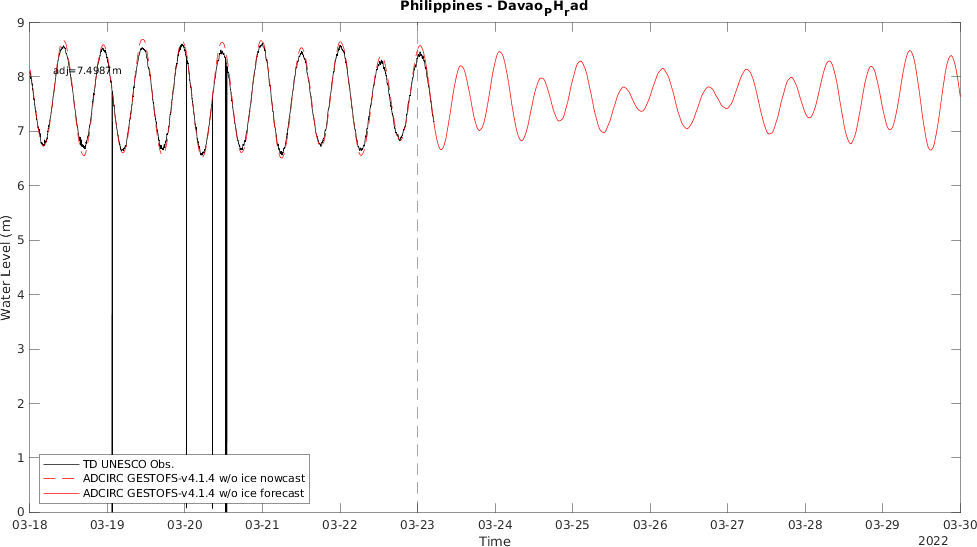 Philippines - DavaoPHrad
9
8
7
6
5
4
3
2
1
0
Water Level (m)
adj=7.4987m
TD UNESCO Obs.
ADCIRC GESTOFS-v4.1.4 w/o ice nowcast
ADCIRC GESTOFS-v4.1.4 w/o ice forecast
03-18 03-19 03-20 03-21 03-22 03-23 03-24 03-25 03-26 03-27 03-28 03-29 03-30
Time
2022